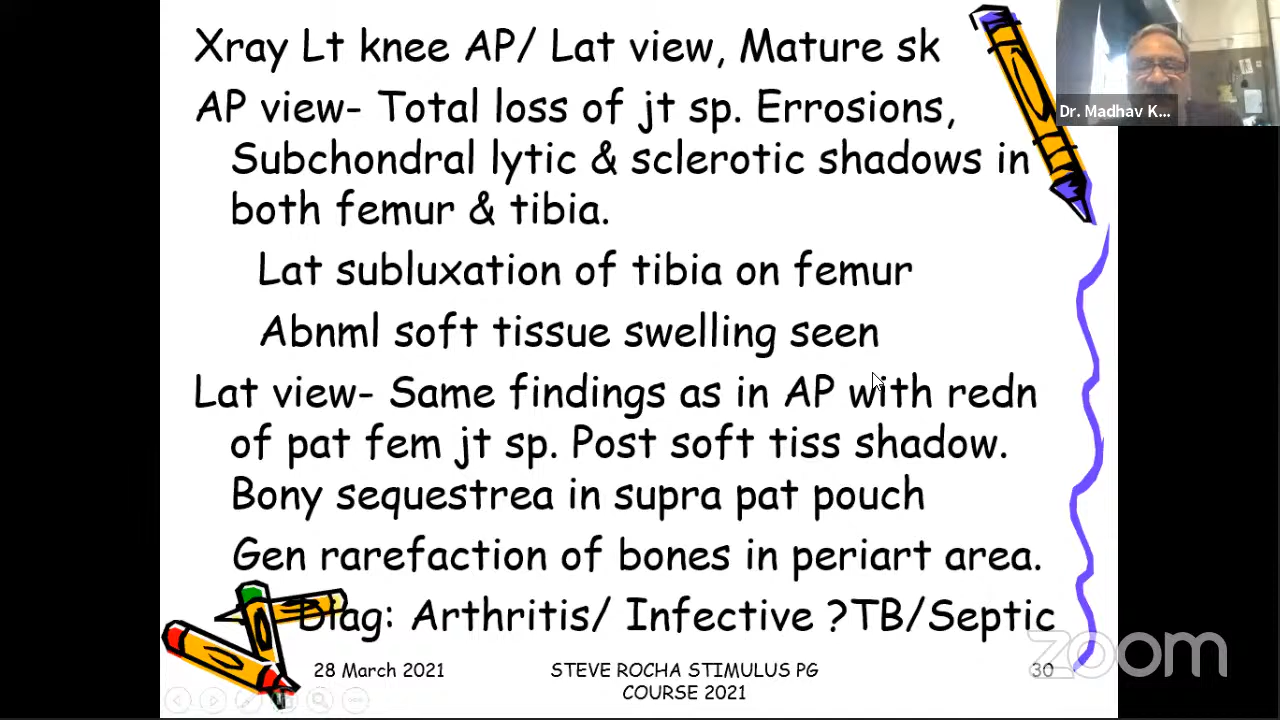 Xray Lt knee AP/ Lat view, Mature sk
AP view- Total loss of jt sp. Errosions,
Subchondral lytic & sclerotic shadows in
both femur & tibia.
Lat subluxation of tibia on femur
Abnml soft tissue swelling seen
Lat view- Same findings as in AP with redn
of pat fem jt sp. Post soft tiss shadow.
Bony sequestrea in supra pat pouch
Gen rarefaction of bones in periart area.
Diag: Arthritis/ Infective ?TB/Septic
28 March 2021
STEVE ROCHA STIMULUS PG
COURSE 2021
30
Dr. Madhav K...
zoom